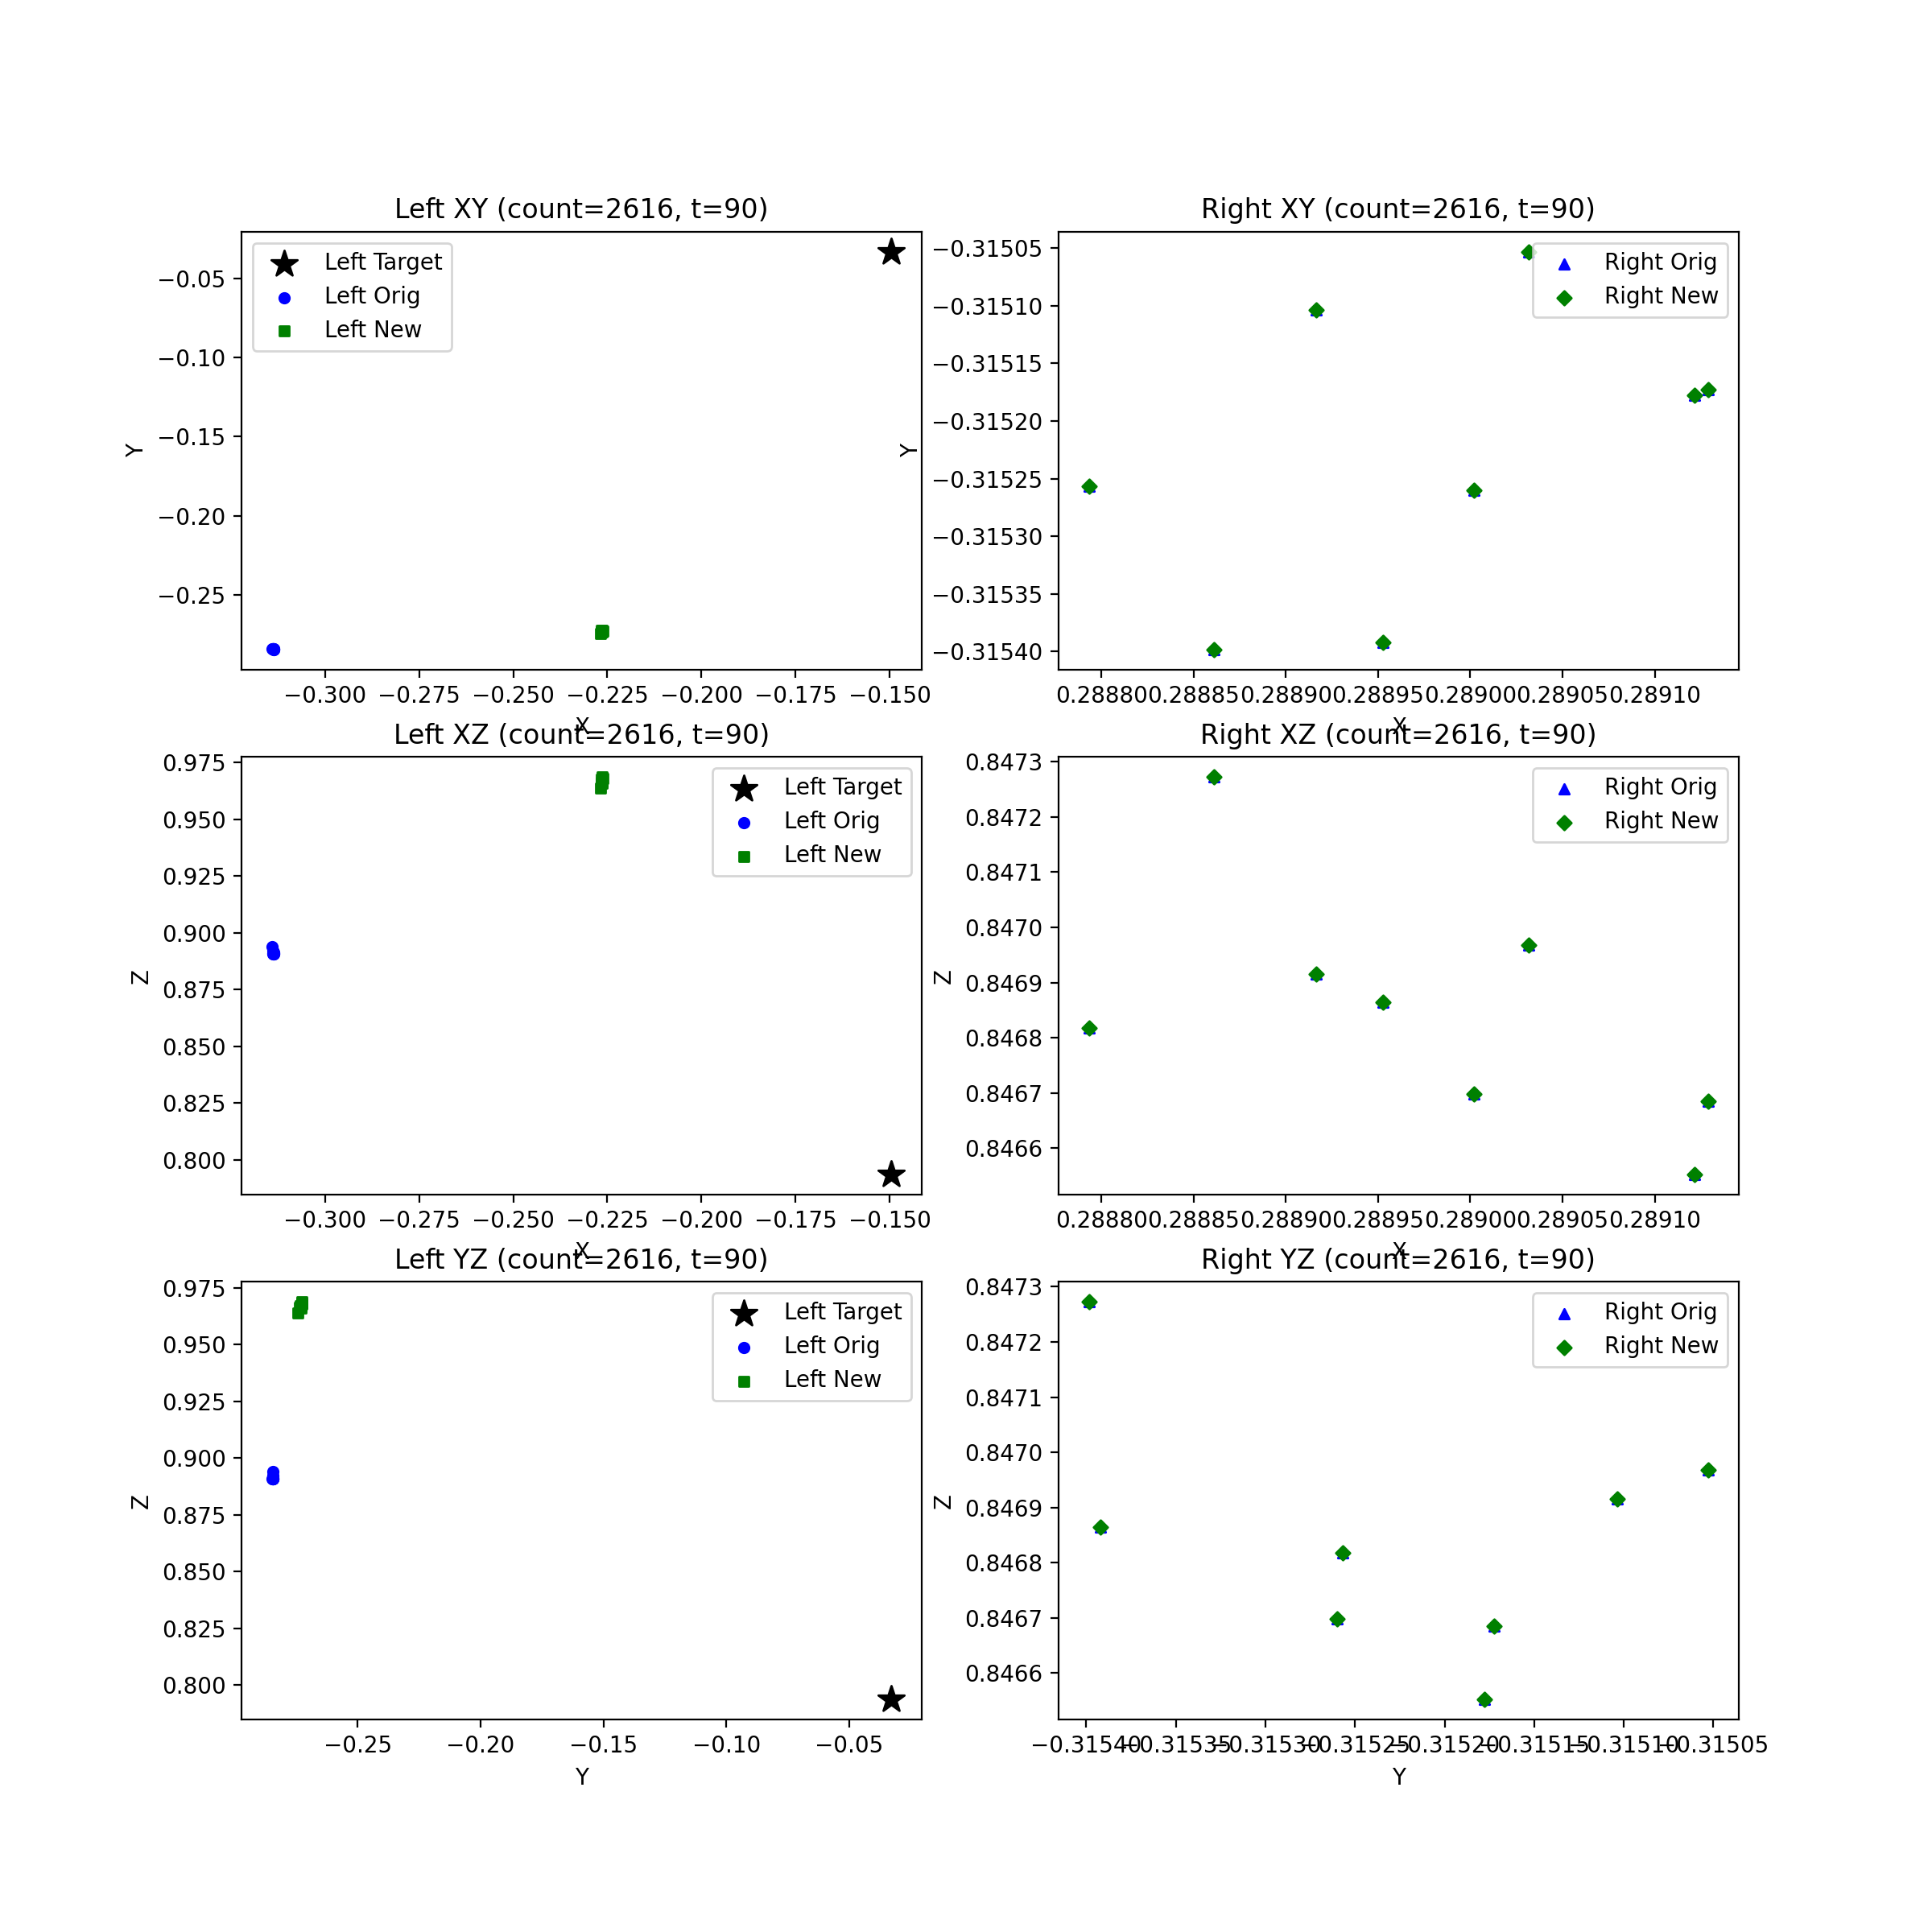 Left XY (count=2616, t=90)
Left Target
Left Orig
Left New
Y
−0.05
−0.10
−0.15
−0.20
−0.25
−0.300 −0.275 −0.250 −0.225 −0.200 −0.175 −0.150
X
Right XY (count=2616, t=90)
Right Orig
Right New
Y
−0.31505
−0.31510
−0.31515
−0.31520
−0.31525
−0.31530
−0.31535
−0.31540
0.28880 0.28885 0.28890 0.28895 0.28900 0.28905 0.28910
X
Left XZ (count=2616, t=90)
Left Target
Left Orig
Left New
Z
0.975
0.950
0.925
0.900
0.875
0.850
0.825
0.800
−0.300 −0.275 −0.250 −0.225 −0.200 −0.175 −0.150
X
Right XZ (count=2616, t=90)
Right Orig
Right New
Z
0.8473
0.8472
0.8471
0.8470
0.8469
0.8468
0.8467
0.8466
0.28880 0.28885 0.28890 0.28895 0.28900 0.28905 0.28910
X
Left YZ (count=2616, t=90)
Left Target
Left Orig
Left New
Z
0.975
0.950
0.925
0.900
0.875
0.850
0.825
0.800
−0.25 −0.20 −0.15 −0.10 −0.05
Y
Right YZ (count=2616, t=90)
Right Orig
Right New
Z
0.8473
0.8472
0.8471
0.8470
0.8469
0.8468
0.8467
0.8466
−0.31540 −0.31535 −0.31530 −0.31525 −0.31520 −0.31515 −0.31510 −0.31505
Y